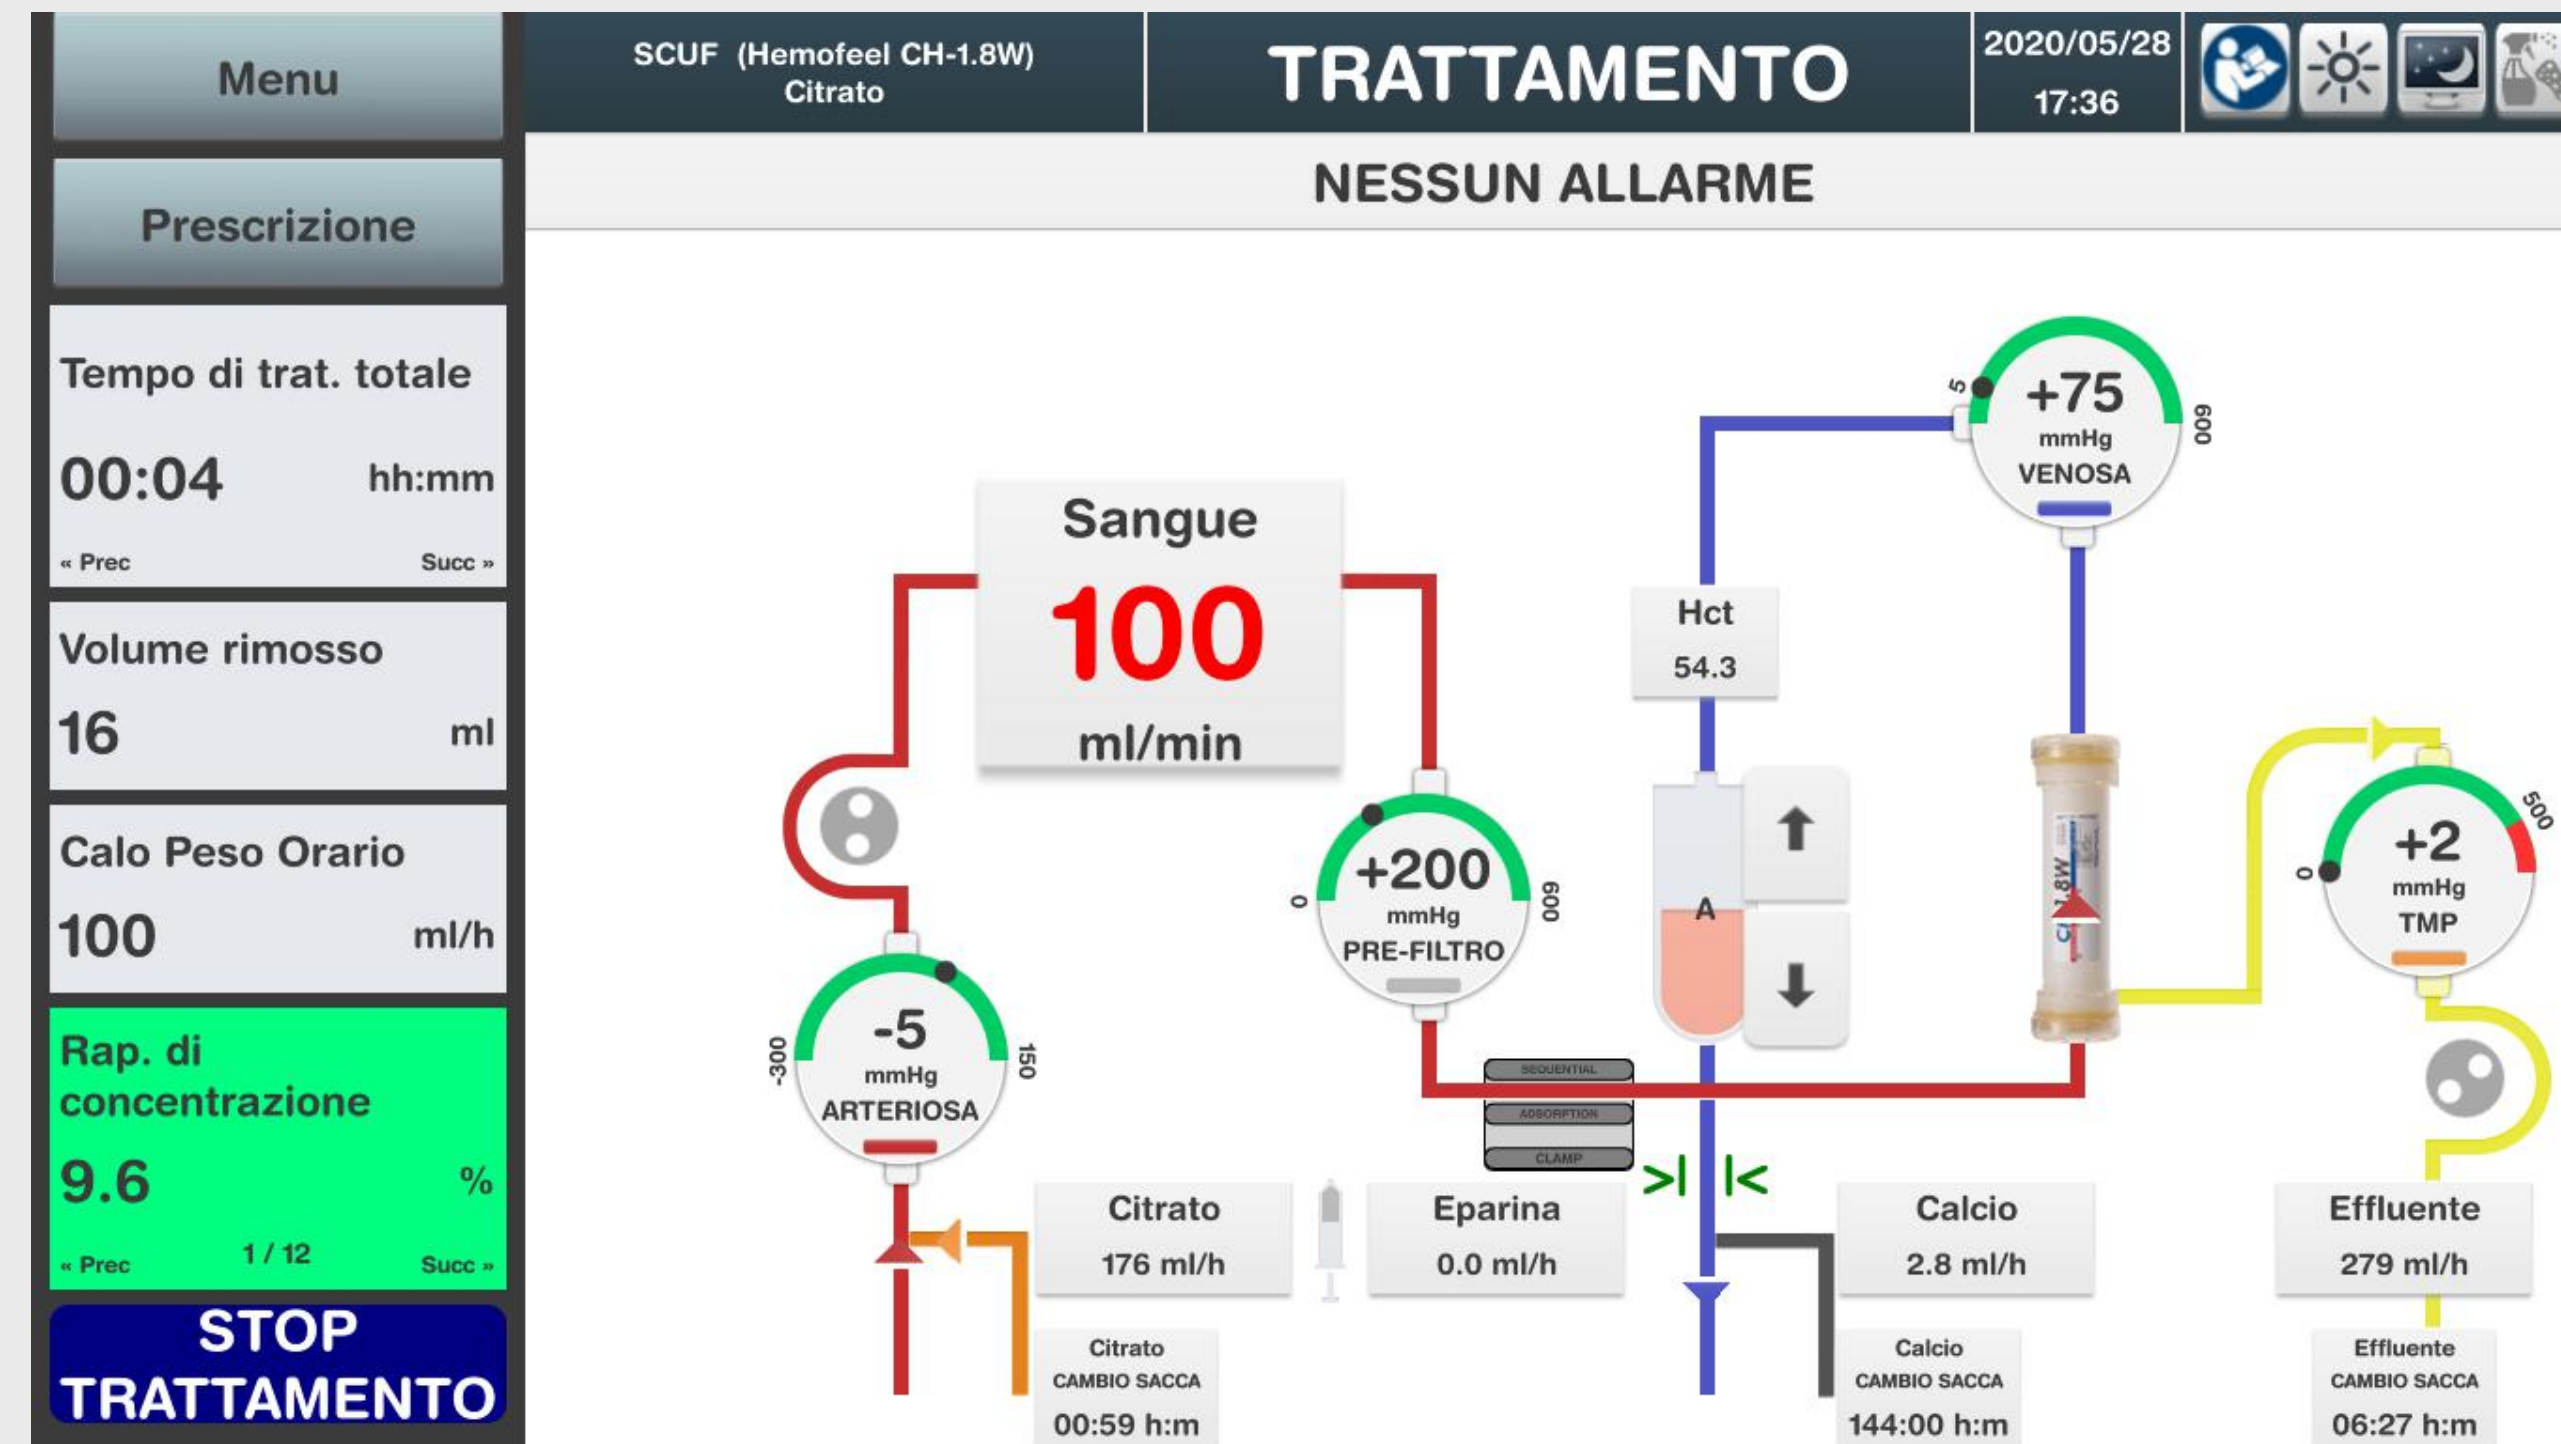 Menu
SCUF (Hemofeel CH-1.8W)
Citrato
TRATTAMENTO
2020/05/28
17:36
NESSUN ALLARME
Prescrizione
Tempo di trat. totale
00:04 hh:mm
« Prec Succ »
Volume rimosso
16 ml
Calo Peso Orario
100 ml/h
Rap. di
concentrazione
9.6 %
« Prec 1 / 12 Succ »
STOP
TRATTAMENTO
Sangue
100
ml/min
5
+75
mmHg
VENOSA
600
Hct
54.3
0
+200
mmHg
PRE-FILTRO
600
A
0
+2
mmHg
TMP
500
-300
-5
mmHg
ARTERIOSA
150
SEQUENTIAL
ADSORPTION
CLAMP
>| |<
Citrato
176 ml/h
Eparina
0.0 ml/h
Calcio
2.8 ml/h
Effluente
279 ml/h
Citrato
CAMBIO SACCA
00:59 h:m
Calcio
CAMBIO SACCA
144:00 h:m
Effluente
CAMBIO SACCA
06:27 h:m